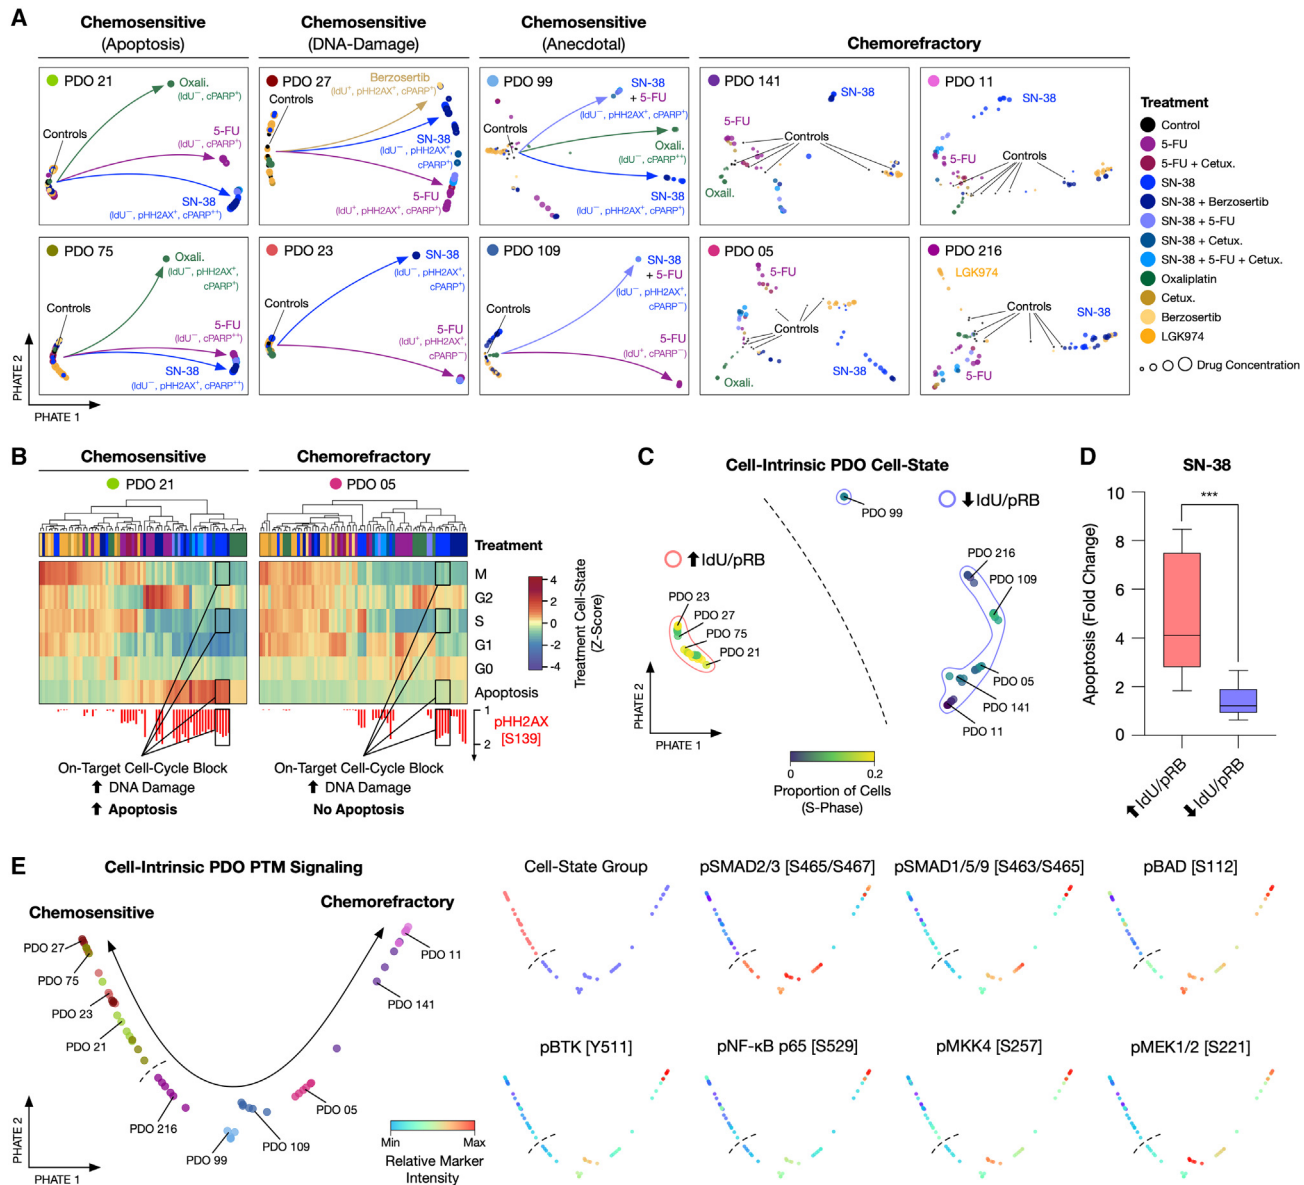 A
Chemosensitive
(Apoptosis)
Chemosensitive
(DNA-Damage)
Chemosensitive
(Anecdotal)
Chemorefractory
PDO 21
Oxali.
(IdU⁻, cPARP⁺)
Controls
5-FU
(IdU⁻, cPARP⁺)
SN-38
(IdU⁻, pHH2AX⁺, cPARP⁺⁺)
PDO 27
Berzosertib
(IdU⁺, pHH2AX⁺, cPARP⁺)
Controls
SN-38
(IdU⁻, pHH2AX⁺,
cPARP⁺)
5-FU
(IdU⁺, pHH2AX⁺, cPARP⁺)
PDO 99
SN-38
+ 5-FU
(IdU⁻, pHH2AX⁺, cPARP⁺)
Controls
Oxali.
(IdU⁻, cPARP⁺⁺)
SN-38
(IdU⁻, pHH2AX⁺, cPARP⁺)
PDO 141
SN-38
5-FU
Controls
Oxali.
PDO 11
SN-38
5-FU
Controls
PDO 75
Oxali.
(IdU⁻, pHH2AX⁺,
cPARP⁺)
Controls
5-FU
(IdU⁻, cPARP⁺⁺)
SN-38
(IdU⁻, pHH2AX⁺, cPARP⁺⁺)
PDO 23
SN-38
(IdU⁻, pHH2AX⁺,
cPARP⁺)
Controls
5-FU
(IdU⁺, pHH2AX⁺,
cPARP⁻)
PDO 109
SN-38
+ 5-FU
(IdU⁻, pHH2AX⁺,
cPARP⁻)
Controls
5-FU
(IdU⁺, cPARP⁻)
PDO 05
5-FU
Controls
Oxali.
SN-38
PDO 216
LGK974
Controls
SN-38
5-FU
PHATE 2
PHATE 1
Treatment
Control
5-FU
5-FU + Cetux.
SN-38
SN-38 + Berzosertib
SN-38 + 5-FU
SN-38 + Cetux.
SN-38 + 5-FU + Cetux.
Oxaliplatin
Cetux.
Berzosertib
LGK974
Drug Concentration
B
Chemosensitive
PDO 21
Chemorefractory
PDO 05
Treatment
M
G2
S
G1
G0
Apoptosis
4
2
0
-2
-4
Treatment Cell-State
(Z-Score)
1
2
pHH2AX
[S139]
On-Target Cell-Cycle Block
⬆ DNA Damage
⬆ Apoptosis
On-Target Cell-Cycle Block
⬆ DNA Damage
No Apoptosis
C
Cell-Intrinsic PDO Cell-State
PDO 99
⬇IdU/pRB
⬆IdU/pRB
PDO 216
PDO 109
PDO 23
PDO 27
PDO 75
PDO 21
PDO 05
PDO 141
PDO 11
PHATE 2
PHATE 1
0
0.2
Proportion of Cells
(S-Phase)
D
SN-38
***
Apoptosis (Fold Change)
10
8
6
4
2
0
⬆IdU/pRB
⬇IdU/pRB
E
Cell-Intrinsic PDO PTM Signaling
Chemosensitive
Chemorefractory
PDO 27
PDO 75
PDO 23
PDO 21
PDO 11
PDO 141
PDO 05
PDO 216
PDO 109
PDO 99
PHATE 2
PHATE 1
Min
Max
Relative Marker
Intensity
Cell-State Group
pSMAD2/3 [S465/S467]
pSMAD1/5/9 [S463/S465]
pBAD [S112]
pBTK [Y511]
pNF-κB p65 [S529]
pMKK4 [S257]
pMEK1/2 [S221]